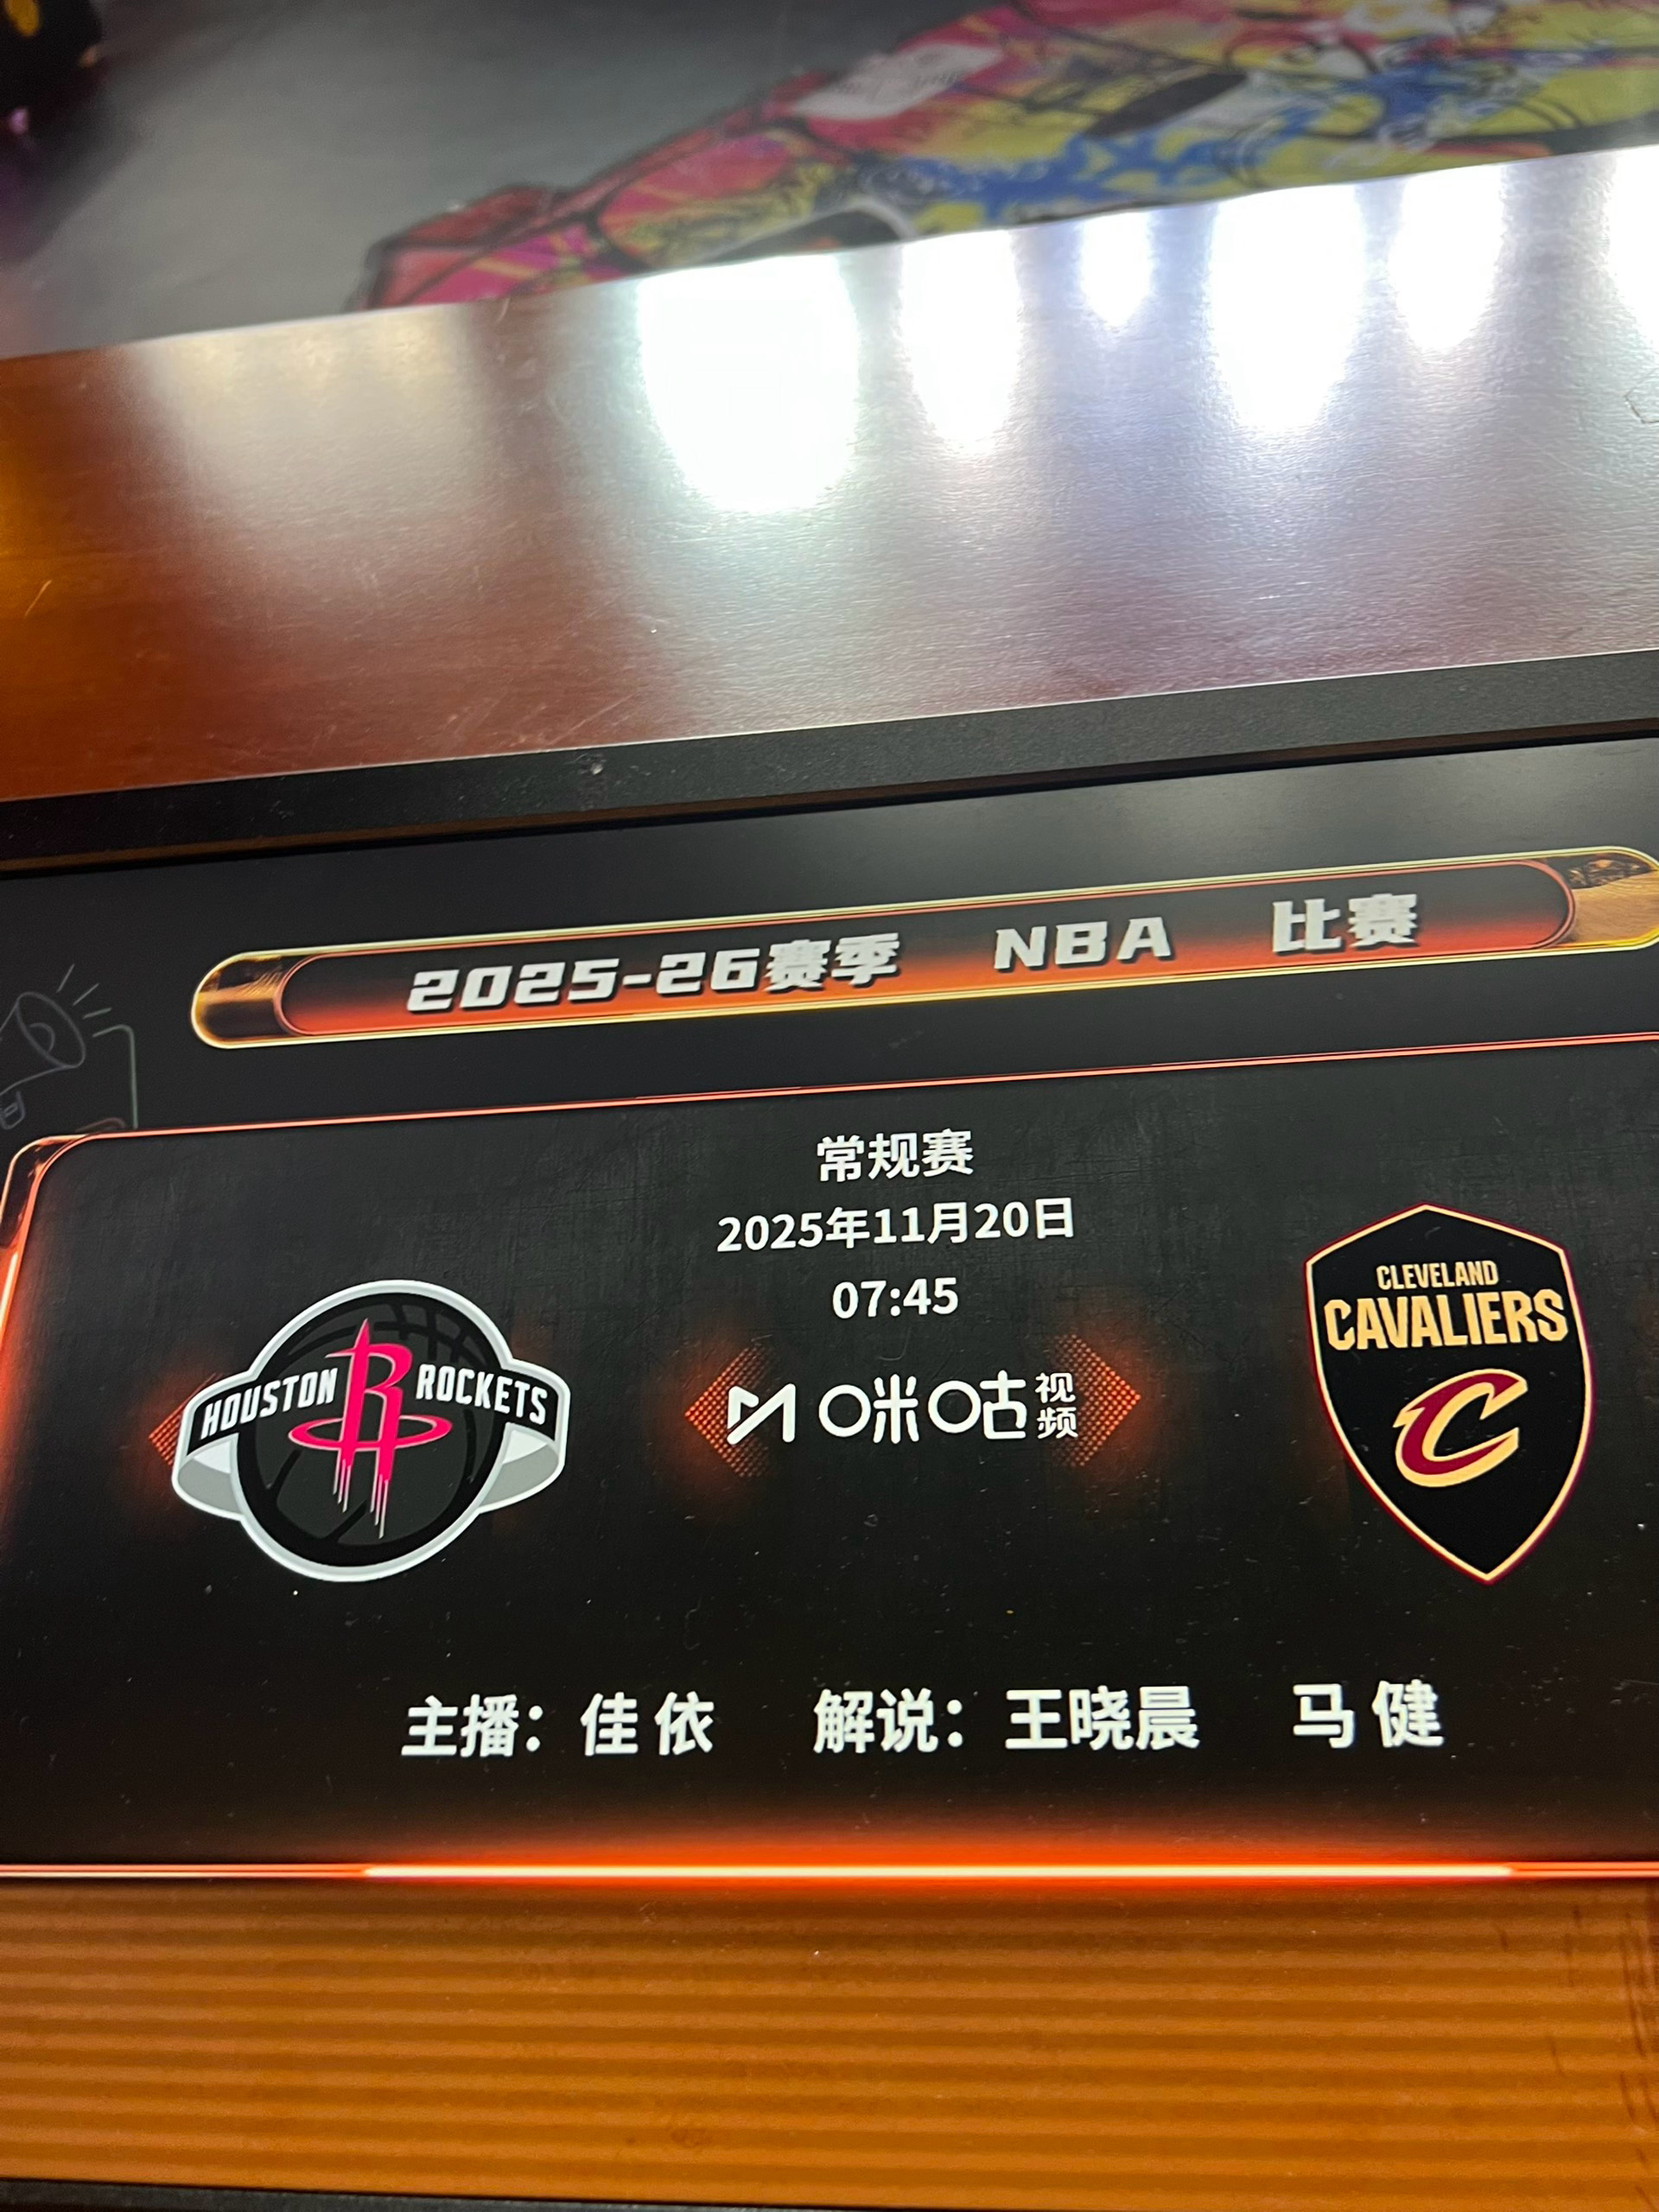 2025-26赛季 NBA 比赛
常规赛
2025年11月20日
07:45
HOUSTON ROCKETS
咪咕视频
CLEVELAND
CAVALIERS
C
主播：佳依 解说：王晓晨 马健